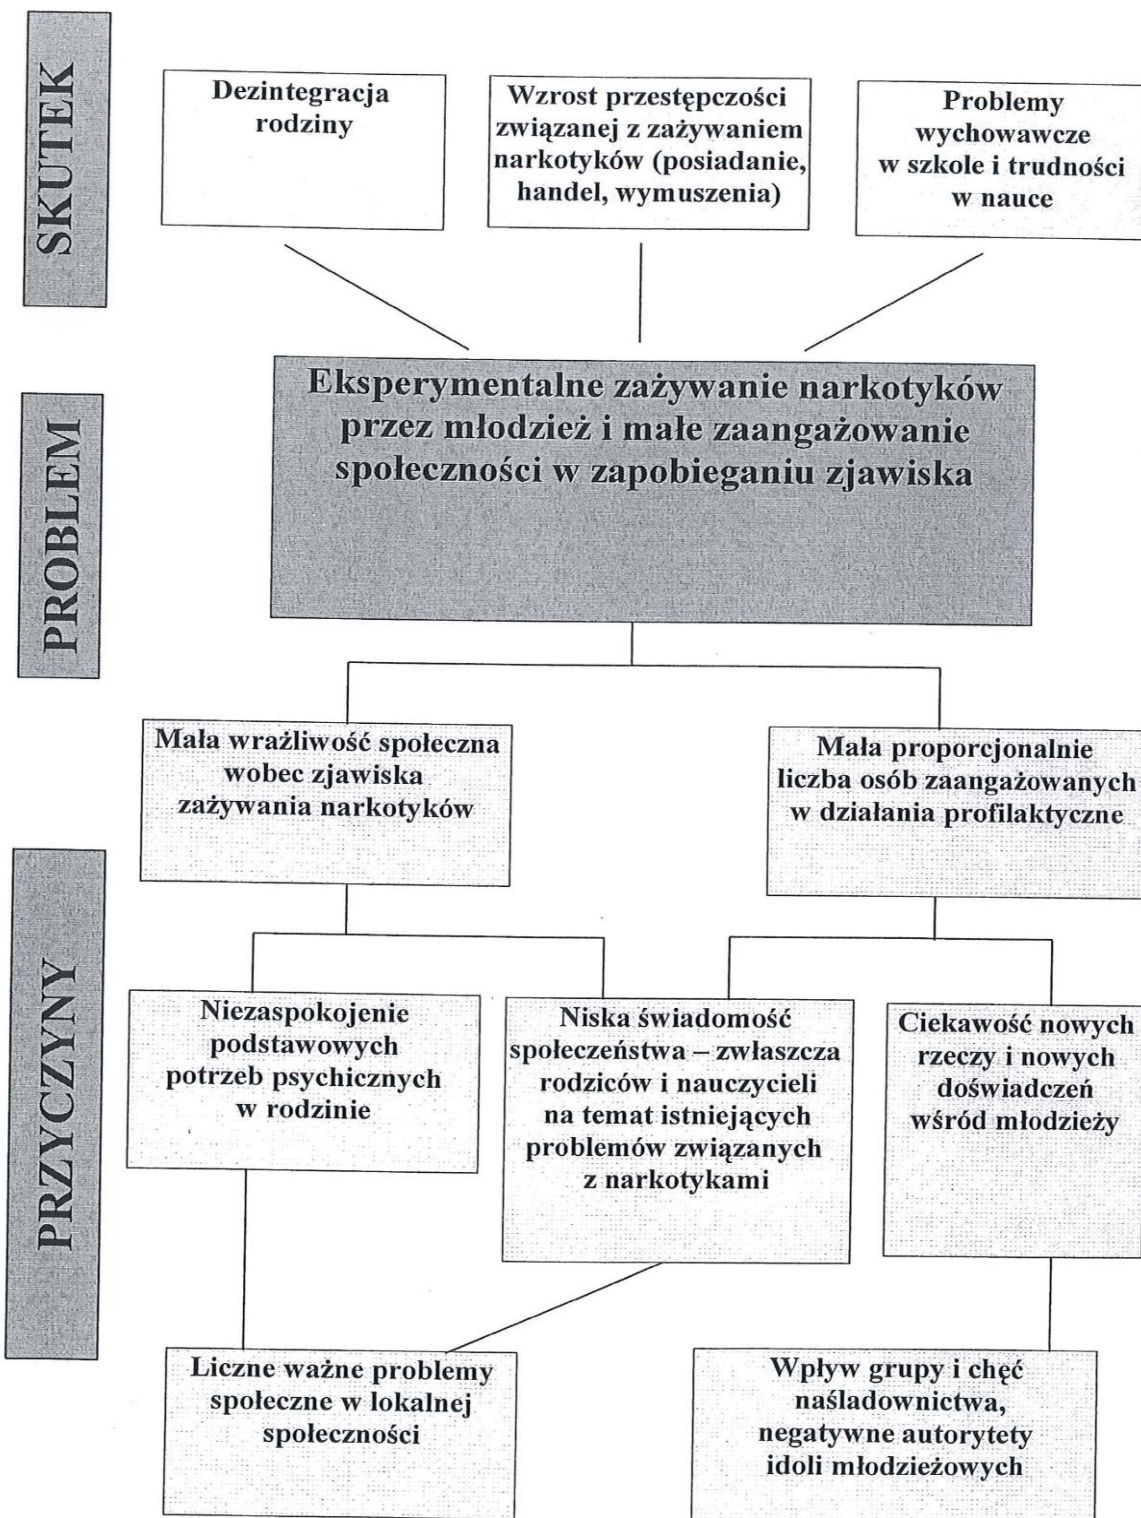 SKUTEK
Dezintegracja
rodziny
Wzrost przestępczości
związanej z zażywaniem
narkotyków (posiadanie,
handel, wymuszenia)
Problemy
wychowawcze
w szkole i trudności
w nauce
PROBLEM
Eksperymentalne zażywanie narkotyków
przez młodzież i małe zaangażowanie
społeczności w zapobieganiu zjawiska
Mała wrażliwość społeczna
wobec zjawiska
zażywania narkotyków
Mała proporcjonalnie
liczba osób zaangażowanych
w działania profilaktyczne
PRZYCZYNY
Niezaspokojenie
podstawowych
potrzeb psychicznych
w rodzinie
Niska świadomość
społeczeństwa – zwłaszcza
rodziców i nauczycieli
na temat istniejących
problemów związanych
z narkotykami
Ciekawość nowych
rzeczy i nowych
doświadczeń
wśród młodzieży
Liczne ważne problemy
społeczne w lokalnej
społeczności
Wpływ grupy i chęć
naśladownictwa,
negatywne autorytety
idoli młodzieżowych